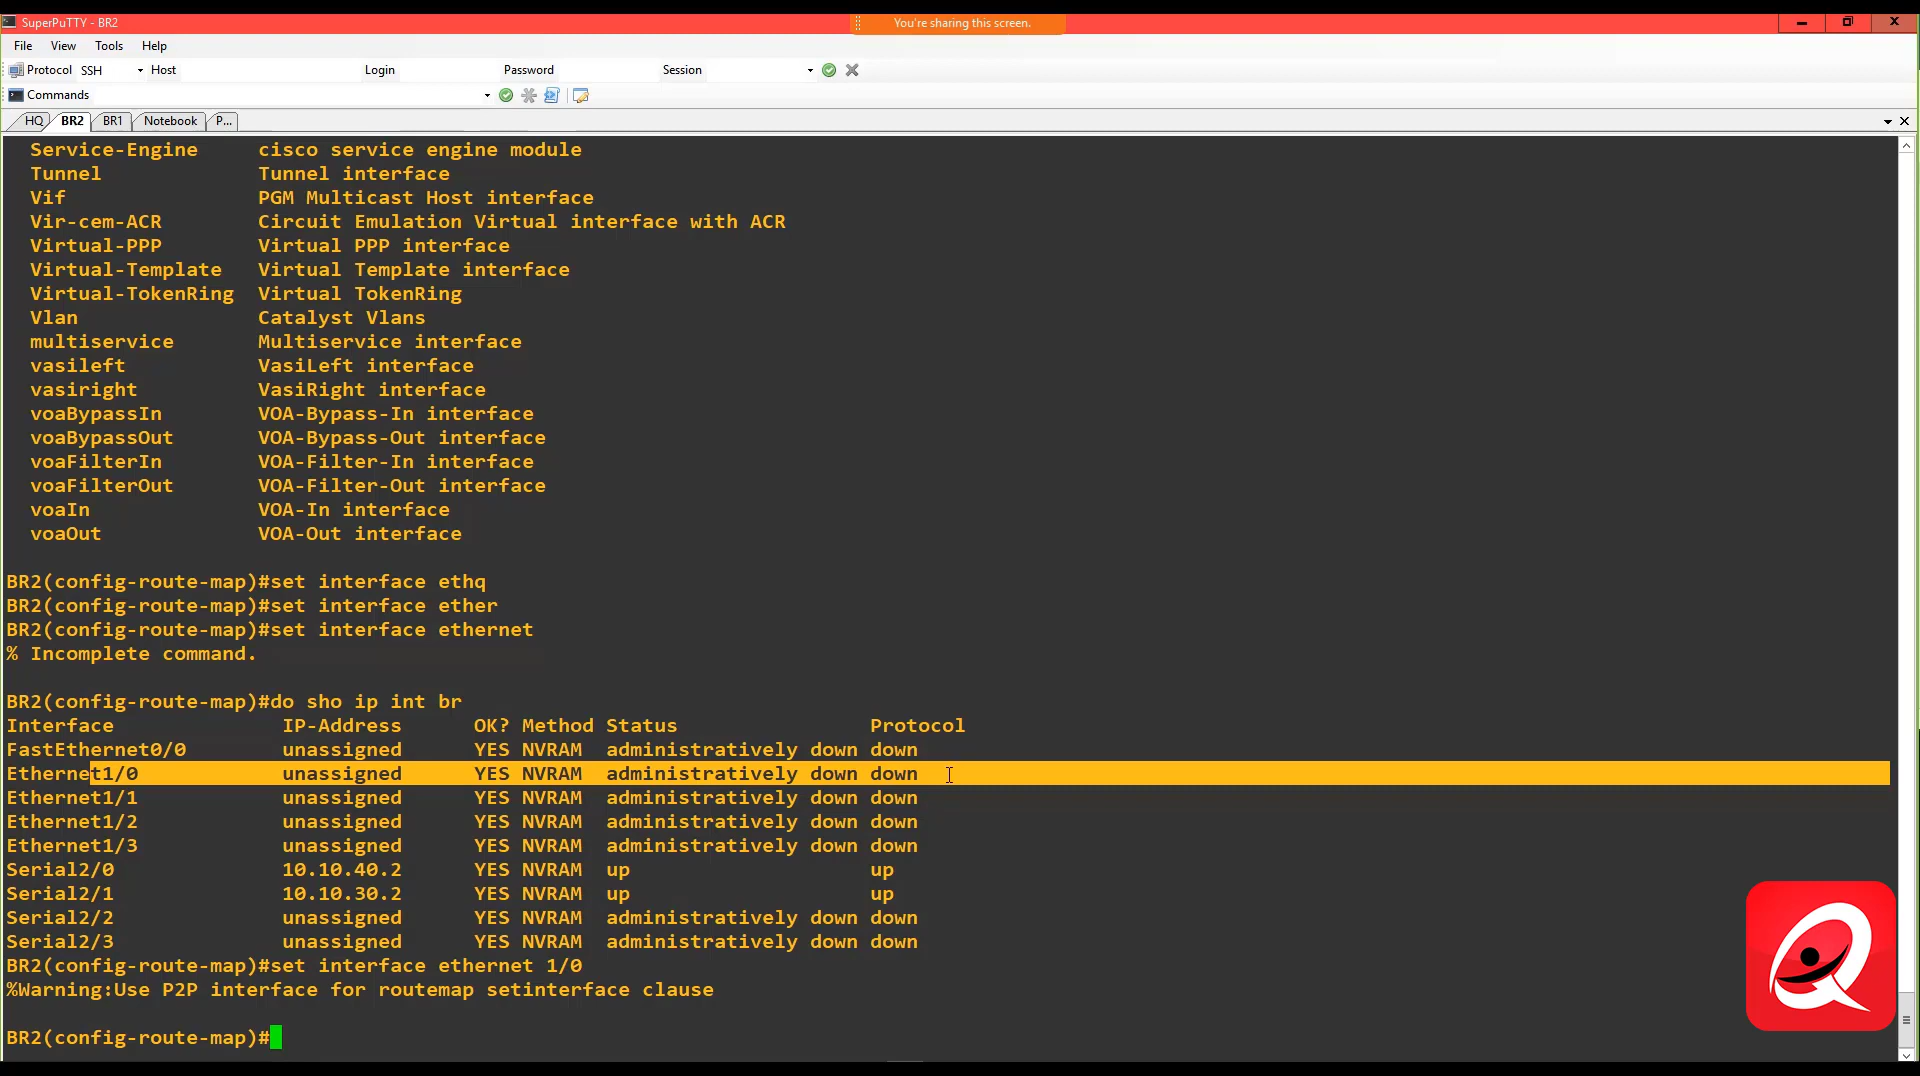 SuperPuTTY - BR2
You're sharing this screen.
File View Tools Help
Protocol SSH Host Login Password Session
Commands
HQ BR2 BR1 Notebook P...
Service-Engine cisco service engine module
Tunnel Tunnel interface
Vif PGM Multicast Host interface
Vir-cem-ACR Circuit Emulation Virtual interface with ACR
Virtual-PPP Virtual PPP interface
Virtual-Template Virtual Template interface
Virtual-TokenRing Virtual TokenRing
Vlan Catalyst Vlans
multiservice Multiservice interface
vasileft VasiLeft interface
vasiright VasiRight interface
voaBypassIn VOA-Bypass-In interface
voaBypassOut VOA-Bypass-Out interface
voaFilterIn VOA-Filter-In interface
voaFilterOut VOA-Filter-Out interface
voaIn VOA-In interface
voaOut VOA-Out interface
BR2(config-route-map)#set interface ethq
BR2(config-route-map)#set interface ether
BR2(config-route-map)#set interface ethernet
% Incomplete command.
BR2(config-route-map)#do sho ip int br
Interface IP-Address OK? Method Status Protocol
FastEthernet0/0 unassigned YES NVRAM administratively down down
Ethernet1/0 unassigned YES NVRAM administratively down down
Ethernet1/1 unassigned YES NVRAM administratively down down
Ethernet1/2 unassigned YES NVRAM administratively down down
Ethernet1/3 unassigned YES NVRAM administratively down down
Serial2/0 10.10.40.2 YES NVRAM up up
Serial2/1 10.10.30.2 YES NVRAM up up
Serial2/2 unassigned YES NVRAM administratively down down
Serial2/3 unassigned YES NVRAM administratively down down
BR2(config-route-map)#set interface ethernet 1/0
%Warning:Use P2P interface for routemap setinterface clause
BR2(config-route-map)#